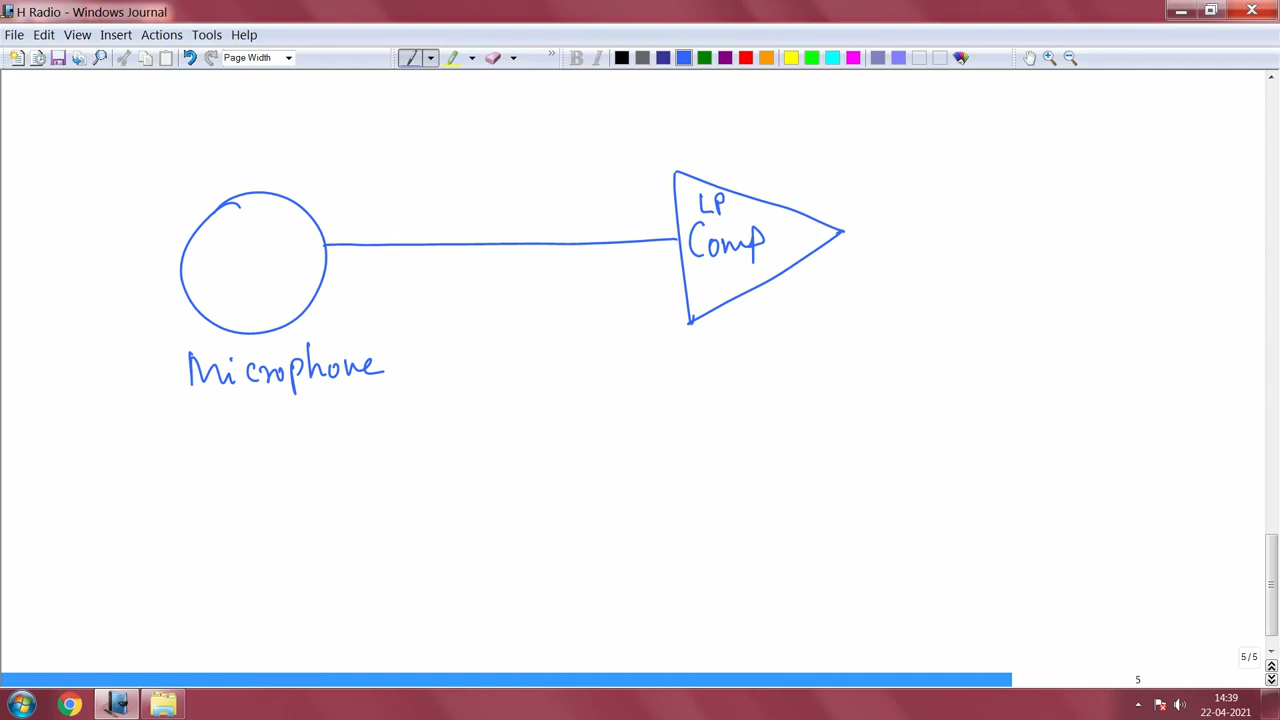 H Radio - Windows Journal
File Edit View Insert Actions Tools Help
Page Width B I
LP
Comp
Microphone
5/5
5
14:39
22-04-2021